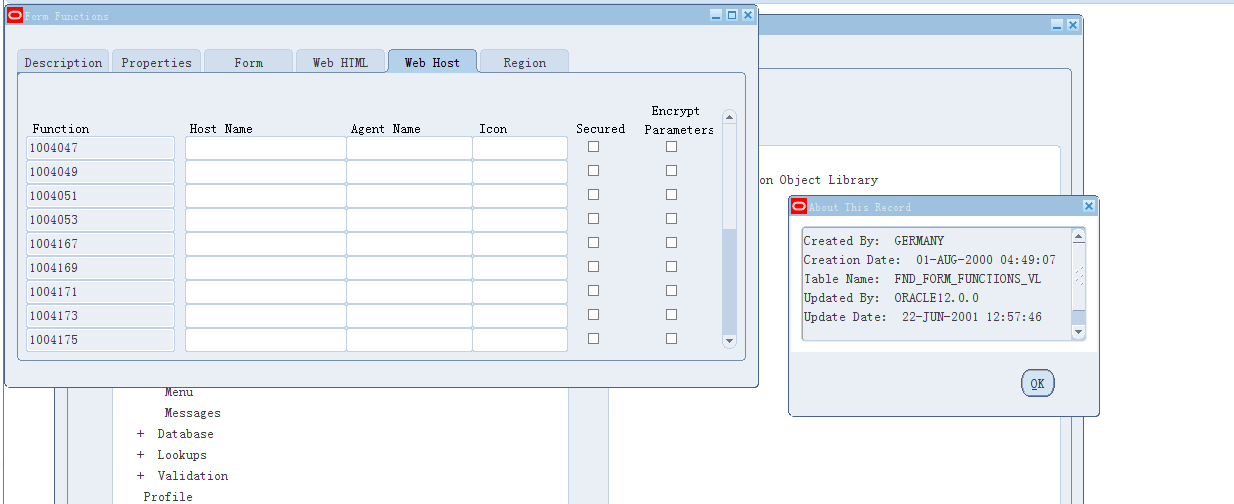 Form Functions
Description Properties Form Web HTML Web Host Region
Encrypt
Function Host Name Agent Name Icon Secured Parameters
1004047
1004049
1004051
1004053
1004167
1004169
1004171
1004173
1004175
on Object Library
About This Record
Created By: GERMANY
Creation Date: 01-AUG-2000 04:49:07
Table Name: FND_FORM_FUNCTIONS_VL
Updated By: ORACLE12.0.0
Update Date: 22-JUN-2001 12:57:46
OK
Menu
Messages
+ Database
+ Lookups
+ Validation
Profile